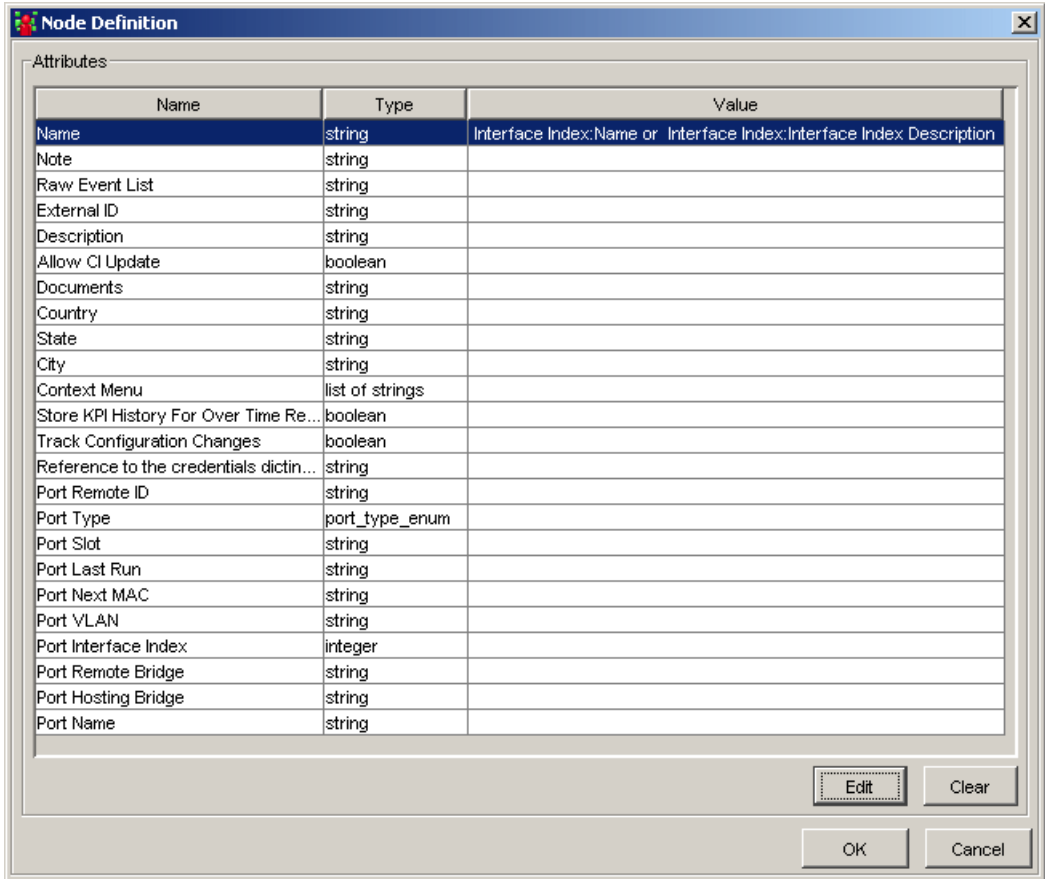 Node Definition
Attributes
Name Type Value
Name string Interface Index:Name or Interface Index:Interface Index Description
Note string
Raw Event List string
External ID string
Description string
Allow CI Update boolean
Documents string
Country string
State string
City string
Context Menu list of strings
Store KPI History For Over Time Re... boolean
Track Configuration Changes boolean
Reference to the credentials dictin... string
Port Remote ID string
Port Type port_type_enum
Port Slot string
Port Last Run string
Port Next MAC string
Port VLAN string
Port Interface Index integer
Port Remote Bridge string
Port Hosting Bridge string
Port Name string
Edit Clear
OK Cancel